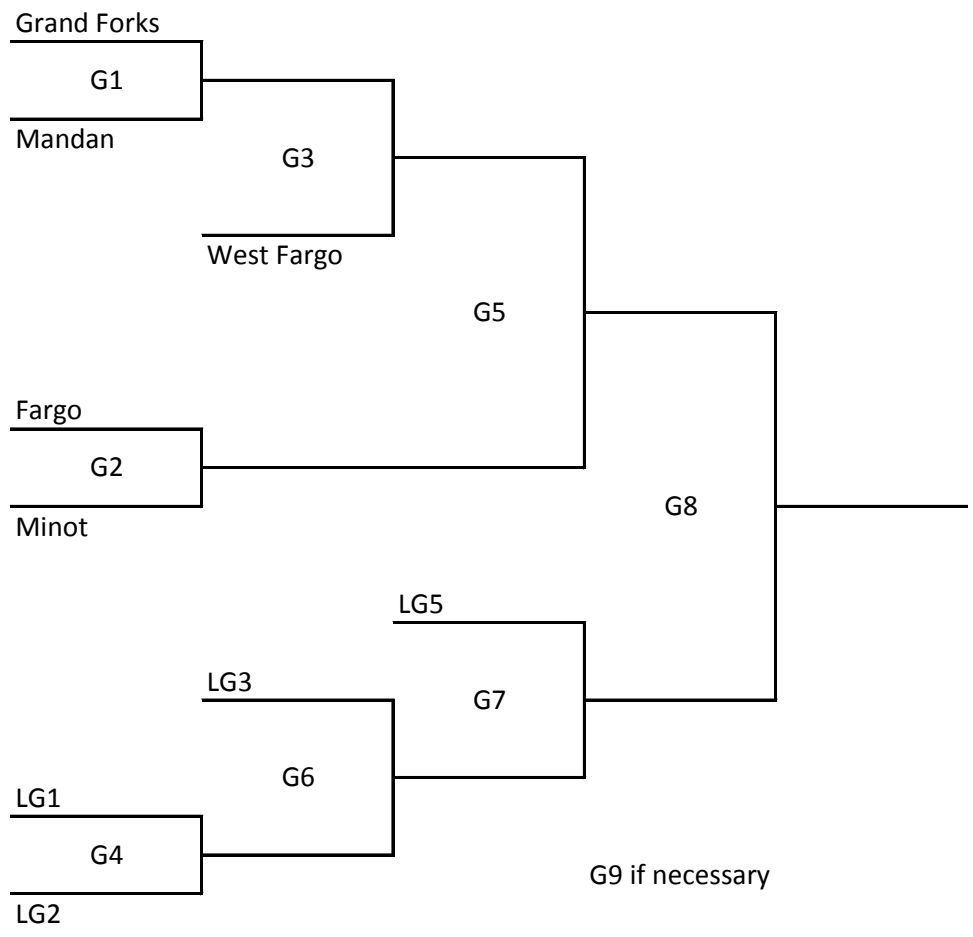 Grand Forks
G1
Mandan
G3
West Fargo
G5
Fargo
G2
Minot
G8
LG5
LG3
G7
G6
LG1
G4
G9 if necessary
LG2